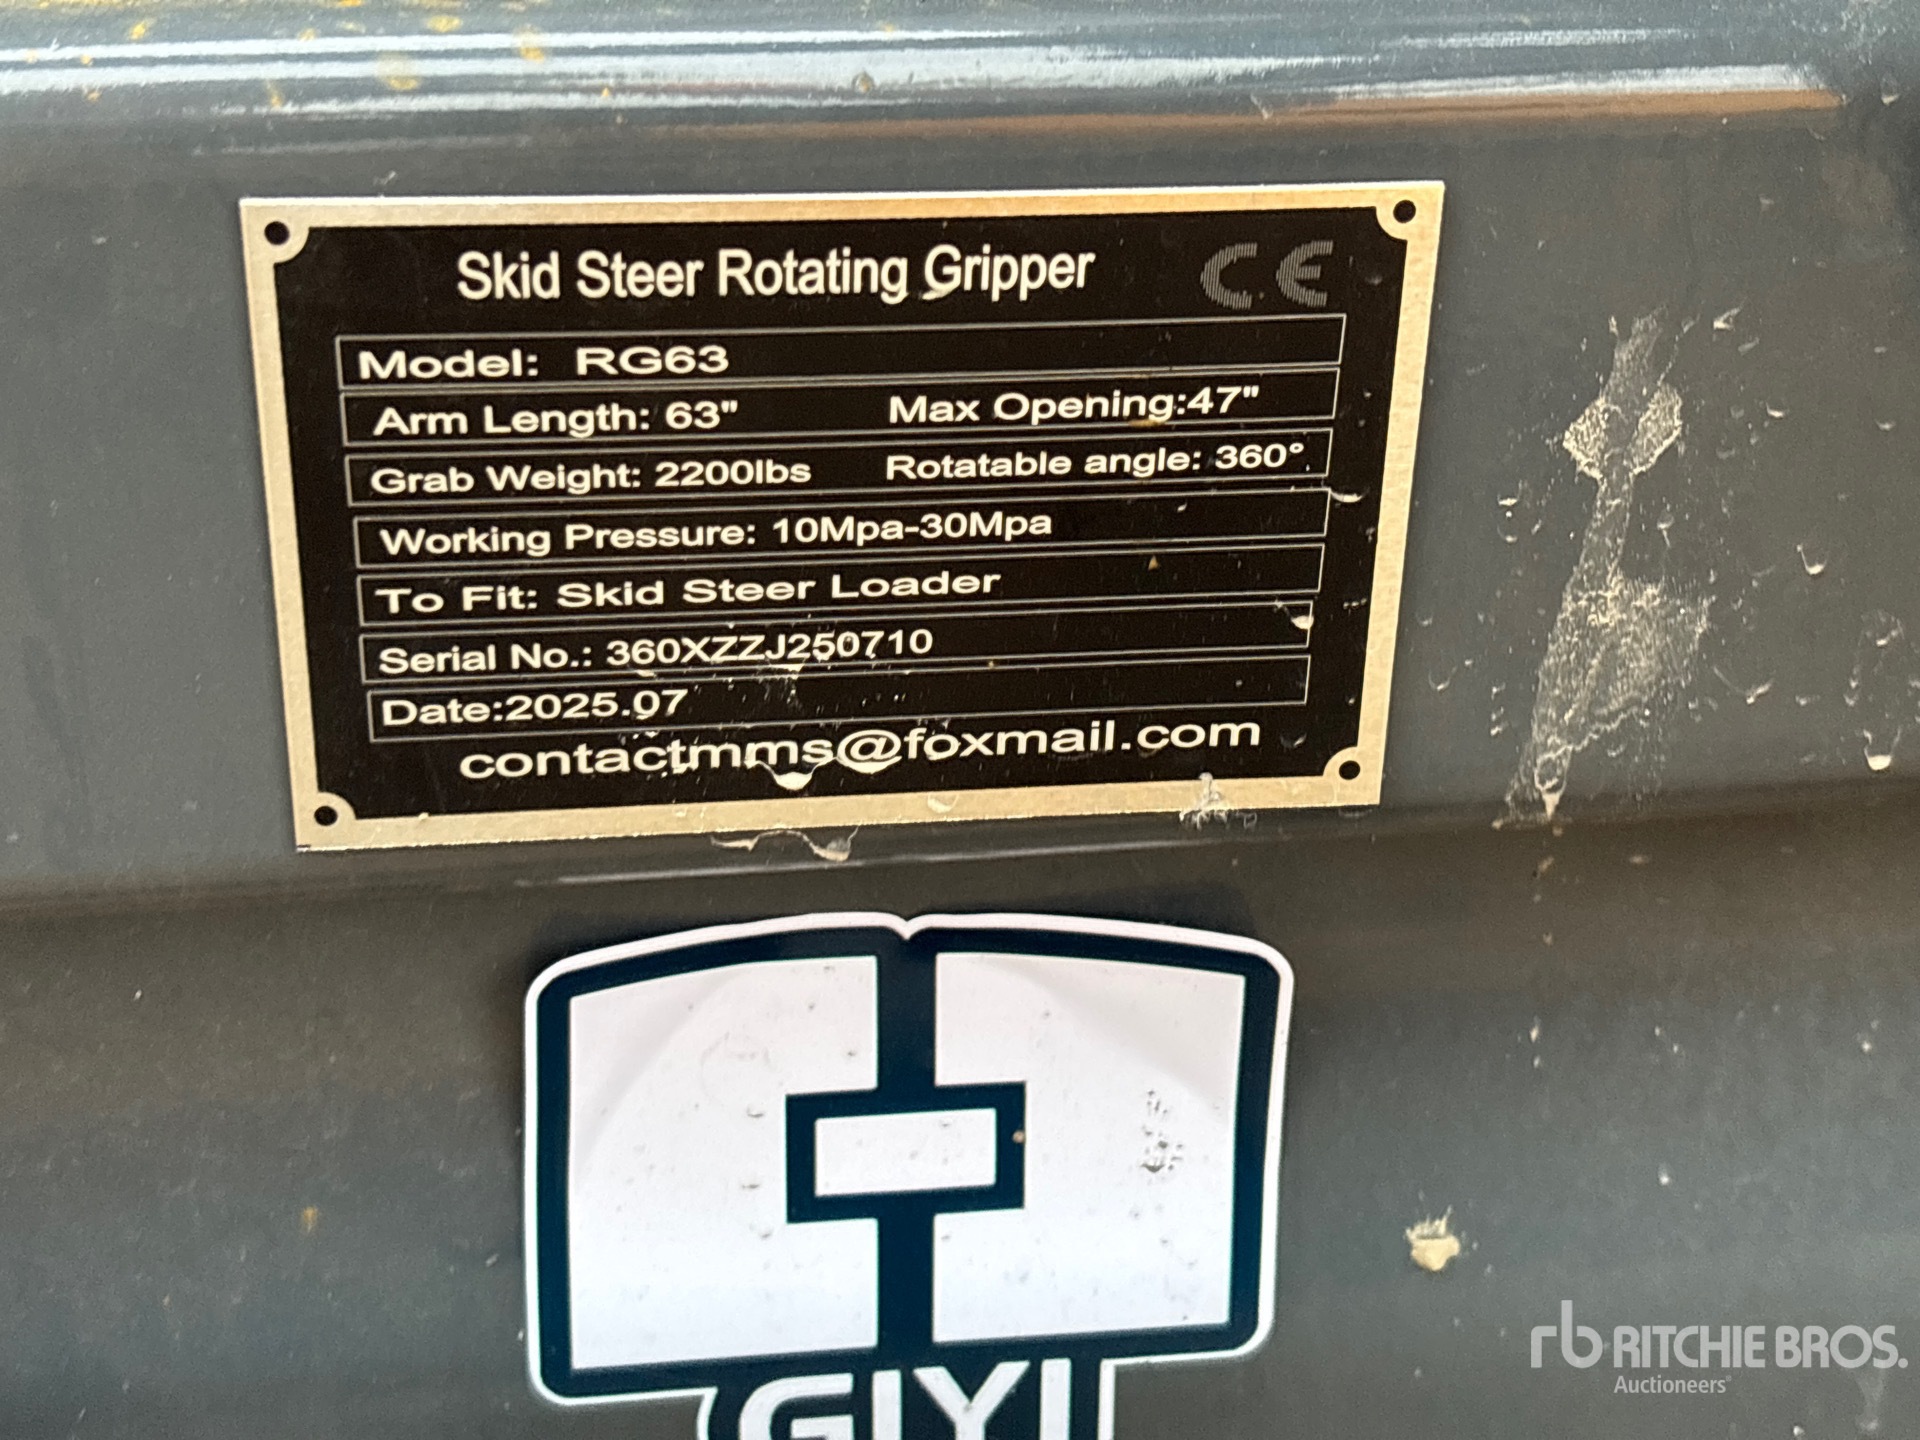 Skid Steer Rotating Gripper CE
Model: RG63
Arm Length: 63" Max Opening:47"
Grab Weight: 2200lbs Rotatable angle: 360°
Working Pressure: 10Mpa-30Mpa
To Fit: Skid Steer Loader
Serial No.: 360XZZJ250710
Date:2025.07
contactmms@foxmail.com
GIYI
rb RITCHIE BROS.
Auctioneers